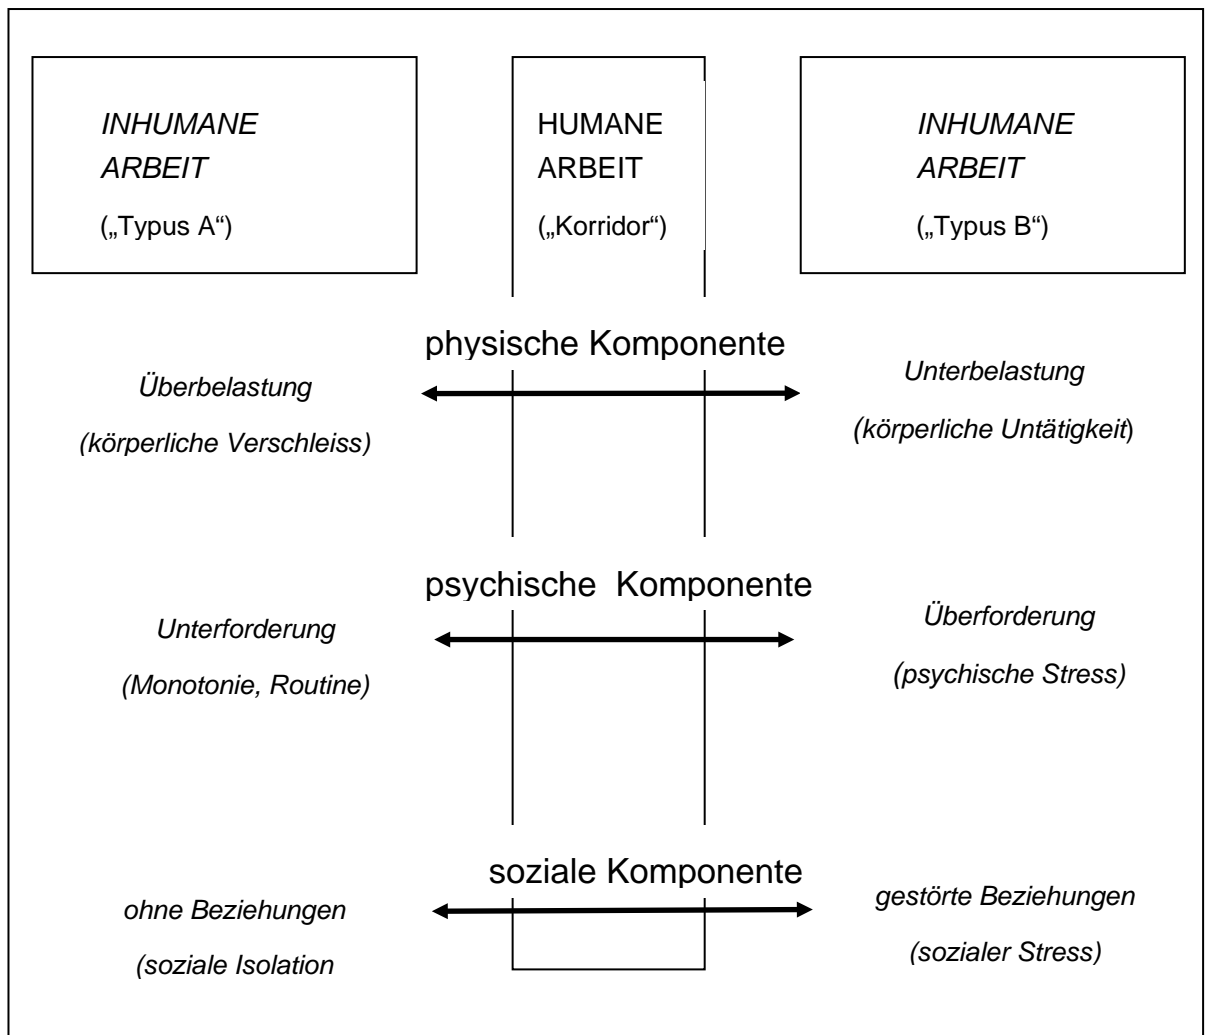 INHUMANE
ARBEIT
(„Typus A“)
HUMANE
ARBEIT
(„Korridor“)
INHUMANE
ARBEIT
(„Typus B“)
physische Komponente
Überbelastung
(körperliche Verschleiss)
Unterbelastung
(körperliche Untätigkeit)
psychische Komponente
Unterforderung
(Monotonie, Routine)
Überforderung
(psychische Stress)
soziale Komponente
ohne Beziehungen
(soziale Isolation
gestörte Beziehungen
(sozialer Stress)